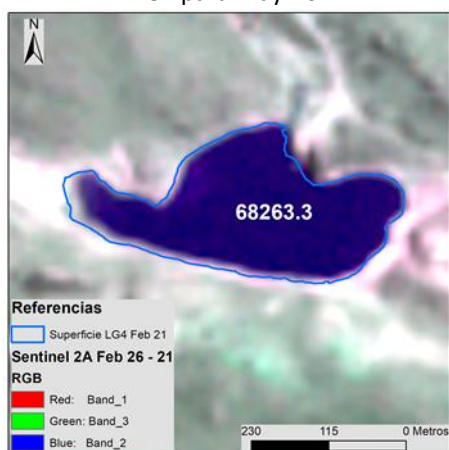 N
68263.3
Referencias
Superficie LG4 Feb 21
Sentinel 2A Feb 26 - 21
RGB
Red: Band_1
Green: Band_3
Blue: Band_2
230 115 0 Metros